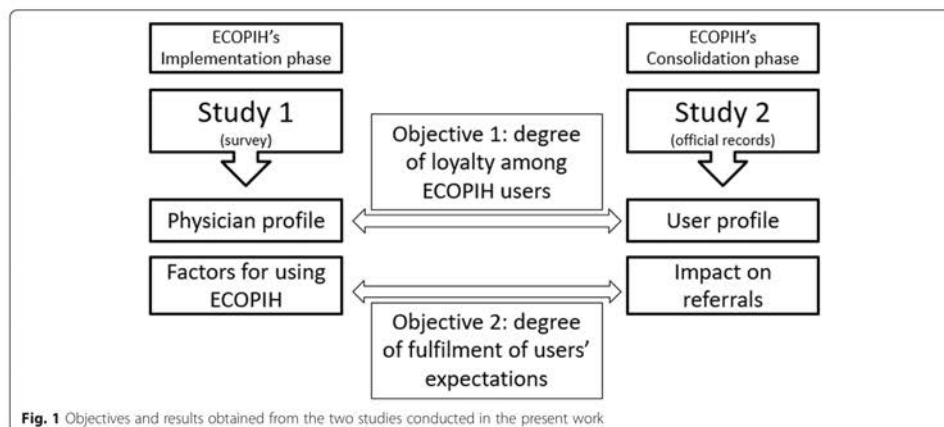 ECOPIH's
Implementation phase
ECOPIH's
Consolidation phase
Study 1
(survey)
Study 2
(official records)
Objective 1: degree
of loyalty among
ECOPIH users
Physician profile
User profile
Factors for using
ECOPIH
Impact on
referrals
Objective 2: degree
of fulfilment of users'
expectations
Fig. 1 Objectives and results obtained from the two studies conducted in the present work